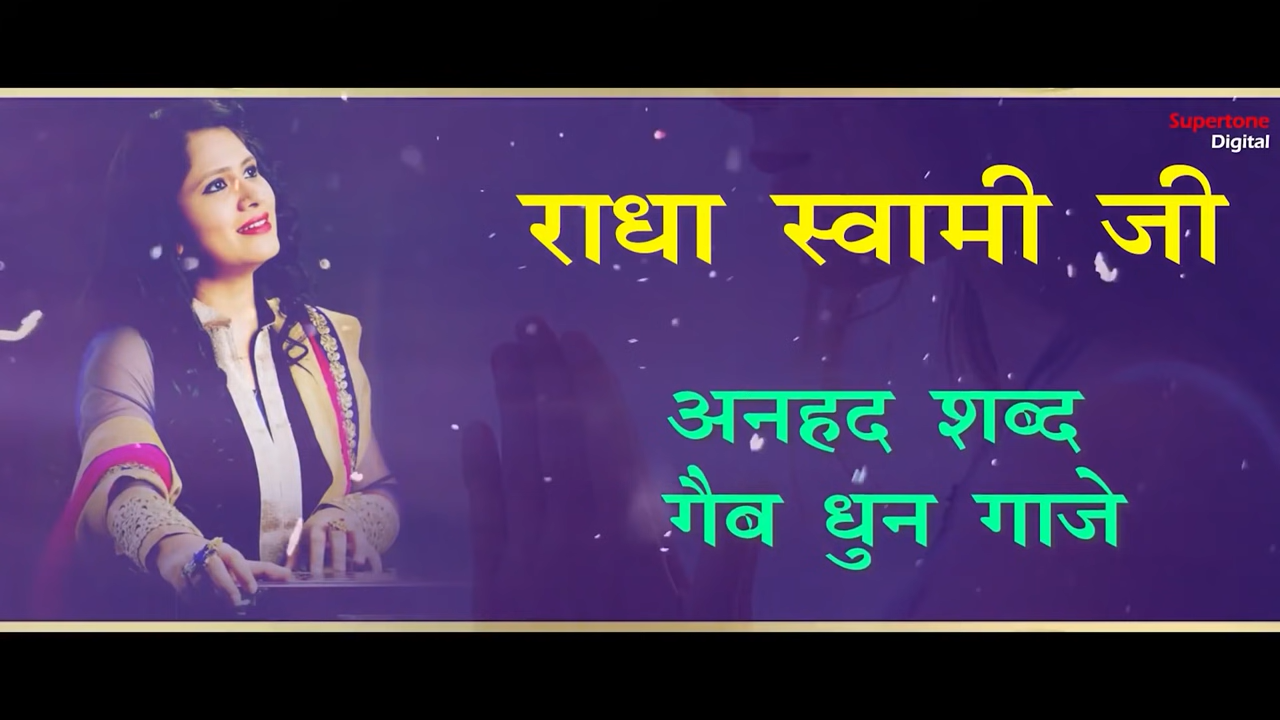 Supertone
Digital
राधा स्वामी जी
अनहद शब्द
गैब धुन गाजे